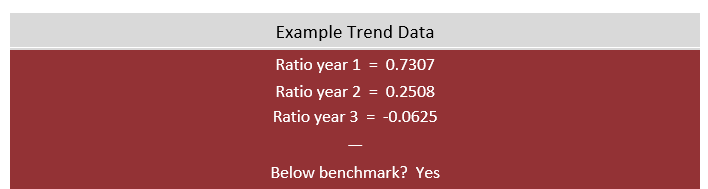 Example Trend Data
Ratio year 1 = 0.7307
Ratio year 2 = 0.2508
Ratio year 3 = -0.0625
—
Below benchmark? Yes